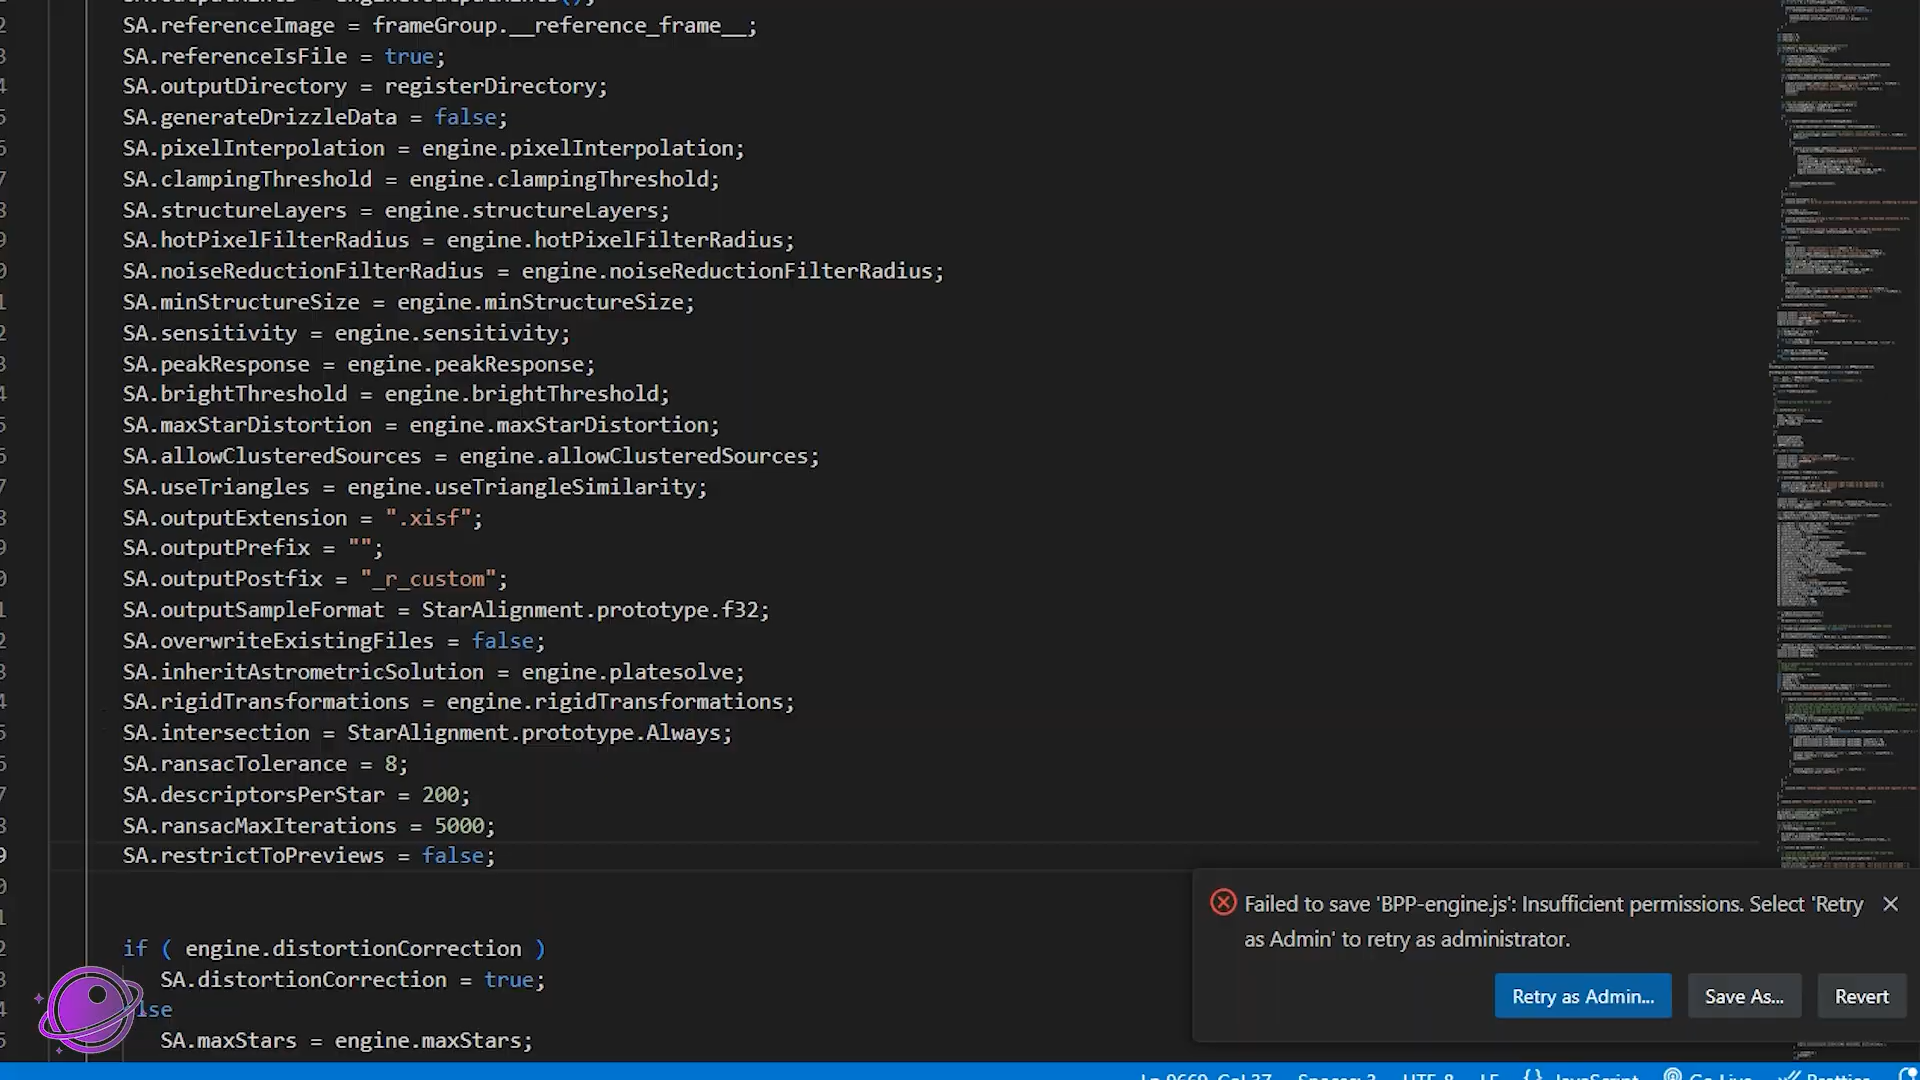 SA.referenceImage = frameGroup.__reference_frame__;
SA.referenceIsFile = true;
SA.outputDirectory = registerDirectory;
SA.generateDrizzleData = false;
SA.pixelInterpolation = engine.pixelInterpolation;
SA.clampingThreshold = engine.clampingThreshold;
SA.structureLayers = engine.structureLayers;
SA.hotPixelFilterRadius = engine.hotPixelFilterRadius;
SA.noiseReductionFilterRadius = engine.noiseReductionFilterRadius;
SA.minStructureSize = engine.minStructureSize;
SA.sensitivity = engine.sensitivity;
SA.peakResponse = engine.peakResponse;
SA.brightThreshold = engine.brightThreshold;
SA.maxStarDistortion = engine.maxStarDistortion;
SA.allowClusteredSources = engine.allowClusteredSources;
SA.useTriangles = engine.useTriangleSimilarity;
SA.outputExtension = ".xisf";
SA.outputPrefix = "";
SA.outputPostfix = "_r_custom";
SA.outputSampleFormat = StarAlignment.prototype.f32;
SA.overwriteExistingFiles = false;
SA.inheritAstrometricSolution = engine.platesolve;
SA.rigidTransformations = engine.rigidTransformations;
SA.intersection = StarAlignment.prototype.Always;
SA.ransacTolerance = 8;
SA.descriptorsPerStar = 200;
SA.ransacMaxIterations = 5000;
SA.restrictToPreviews = false;
if ( engine.distortionCorrection )
SA.distortionCorrection = true;
lse
SA.maxStars = engine.maxStars;
Failed to save 'BPP-engine.js': Insufficient permissions. Select 'Retry
as Admin' to retry as administrator.
Retry as Admin... Save As... Revert